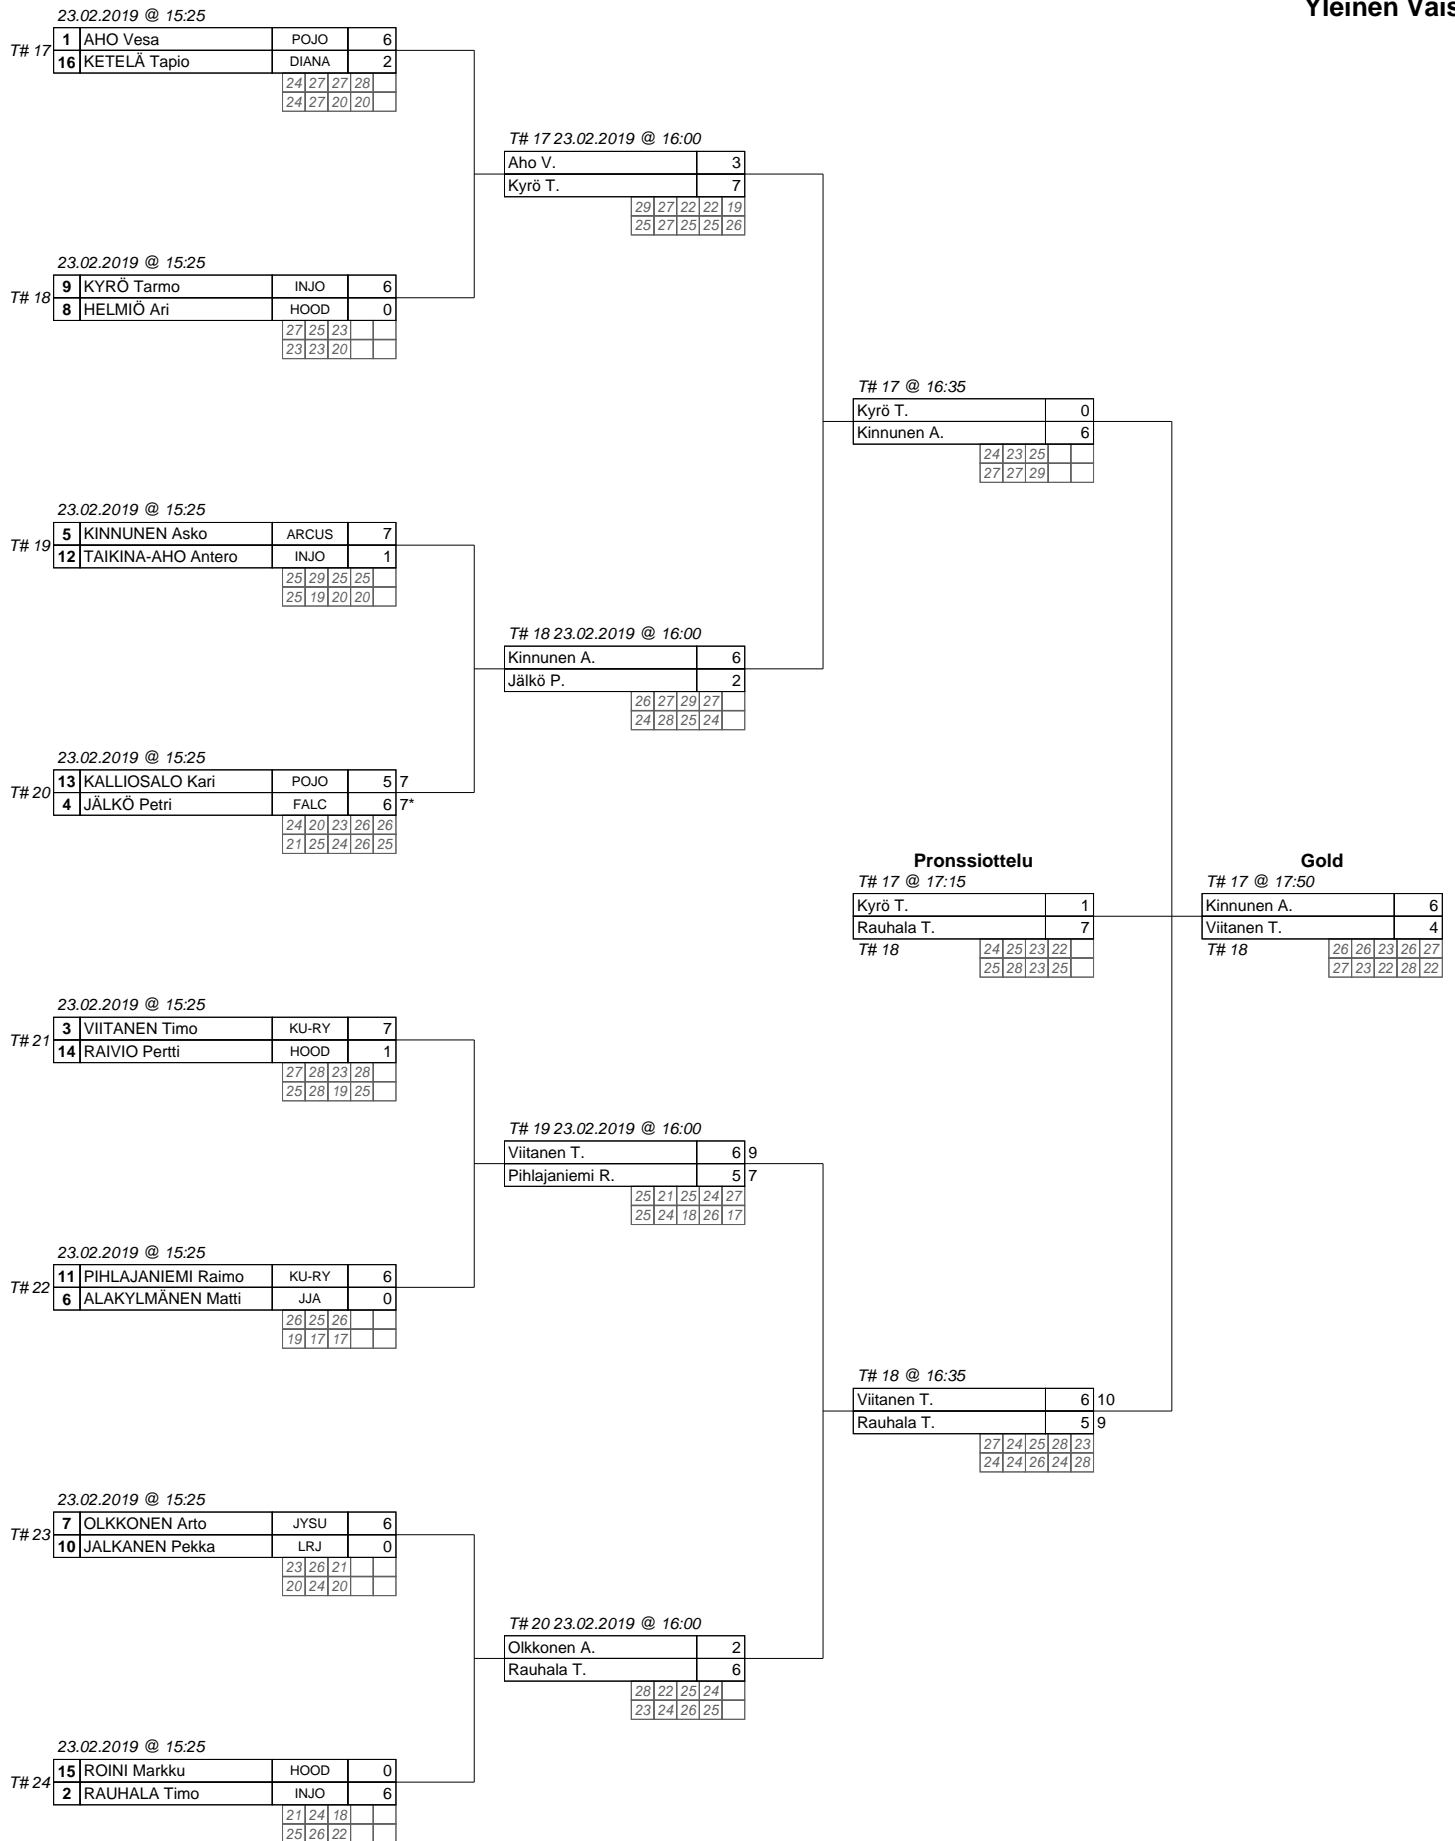 Yleinen Vais
23.02.2019 @ 15:25
T# 17
1 AHO Vesa POJO 6
16 KETELÄ Tapio DIANA 2
24 27 27 28
24 27 20 20
T# 17 23.02.2019 @ 16:00
Aho V. 3
Kyrö T. 7
29 27 22 22 19
25 27 25 25 26
23.02.2019 @ 15:25
T# 18
9 KYRÖ Tarmo INJO 6
8 HELMIÖ Ari HOOD 0
27 25 23
23 23 20
T# 17 @ 16:35
Kyrö T. 0
Kinnunen A. 6
24 23 25
27 27 29
23.02.2019 @ 15:25
T# 19
5 KINNUNEN Asko ARCUS 7
12 TAIKINA-AHO Antero INJO 1
25 29 25 25
25 19 20 20
T# 18 23.02.2019 @ 16:00
Kinnunen A. 6
Jälkö P. 2
26 27 29 27
24 28 25 24
23.02.2019 @ 15:25
T# 20
13 KALLIOSALO Kari POJO 5 7
4 JÄLKÖ Petri FALC 6 7*
24 20 23 26 26
21 25 24 26 25
Pronssiottelu
T# 17 @ 17:15
Kyrö T. 1
Rauhala T. 7
T# 18
24 25 23 22
25 28 23 25
Gold
T# 17 @ 17:50
Kinnunen A. 6
Viitanen T. 4
T# 18
26 26 23 26 27
27 23 22 28 22
23.02.2019 @ 15:25
T# 21
3 VIITANEN Timo KU-RY 7
14 RAIVIO Pertti HOOD 1
27 28 23 28
25 28 19 25
T# 19 23.02.2019 @ 16:00
Viitanen T. 6 9
Pihlajaniemi R. 5 7
25 21 25 24 27
25 24 18 26 17
23.02.2019 @ 15:25
T# 22
11 PIHLAJANIEMI Raimo KU-RY 6
6 ALAKYLMÄNEN Matti JJA 0
26 25 26
19 17 17
T# 18 @ 16:35
Viitanen T. 6 10
Rauhala T. 5 9
27 24 25 28 23
24 24 26 24 28
23.02.2019 @ 15:25
T# 23
7 OLKKONEN Arto JYSU 6
10 JALKANEN Pekka LRJ 0
23 26 21
20 24 20
T# 20 23.02.2019 @ 16:00
Olkkonen A. 2
Rauhala T. 6
28 22 25 24
23 24 26 25
23.02.2019 @ 15:25
T# 24
15 ROINI Markku HOOD 0
2 RAUHALA Timo INJO 6
21 24 18
25 26 22